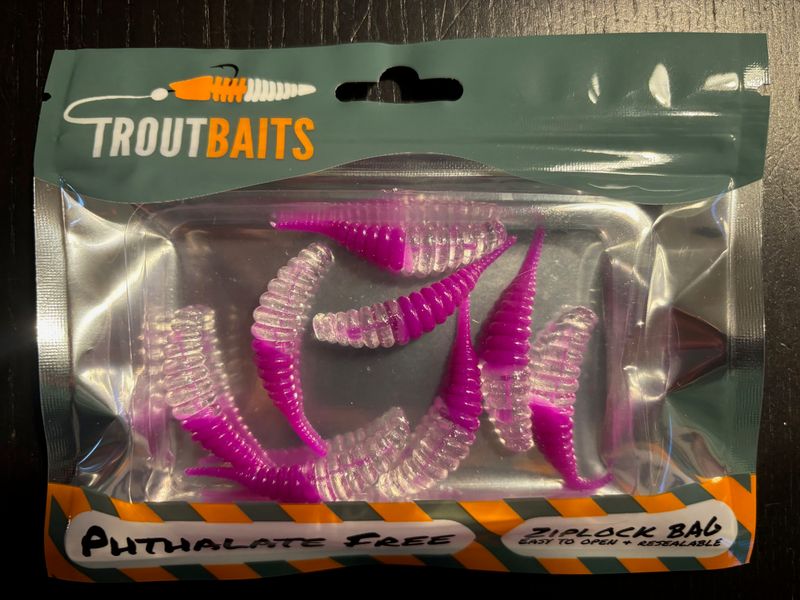 TROUTBAITS
PHTHALATE FREE
ZIPLOCK BAG
EASY TO OPEN + RESEALABLE